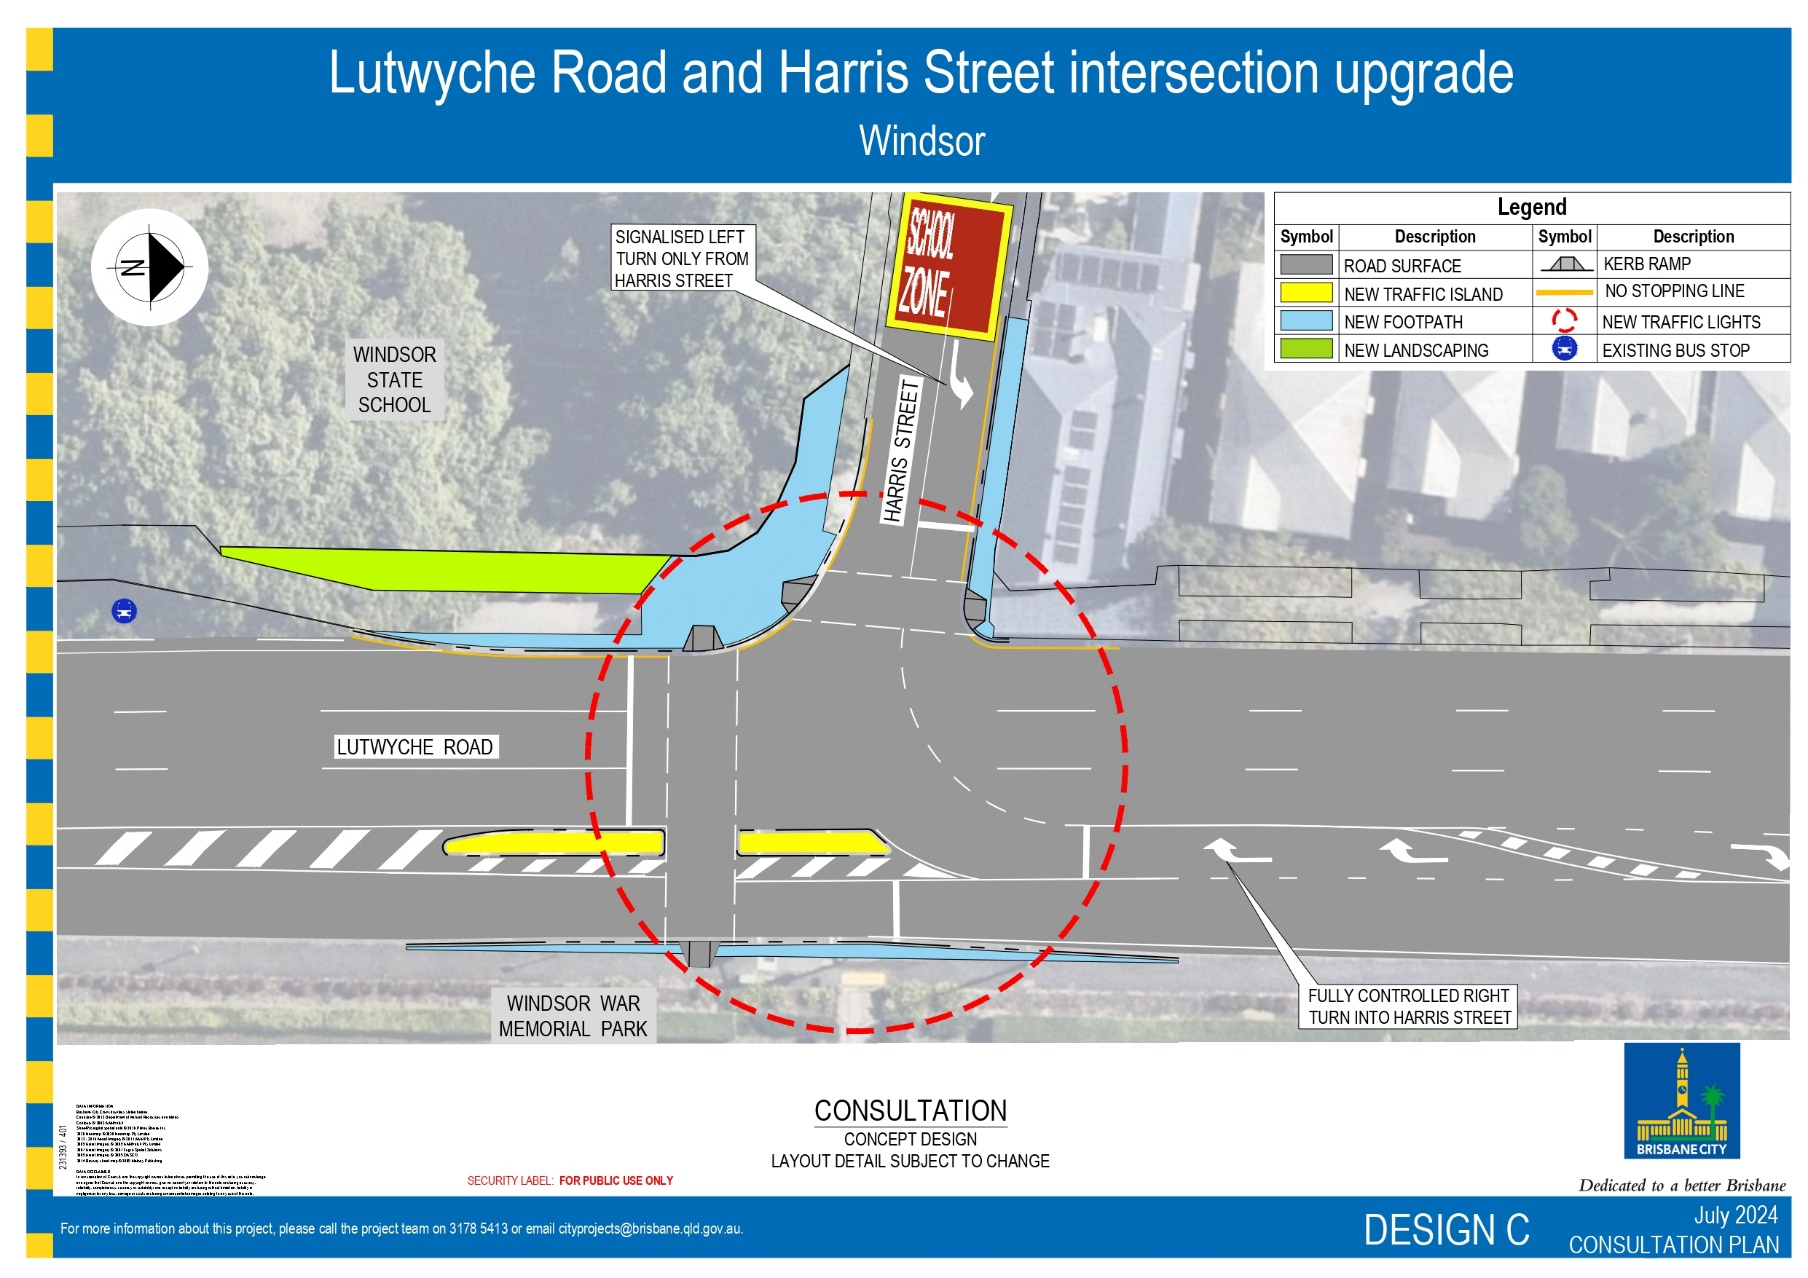 Lutwyche Road and Harris Street intersection upgrade
Windsor
N
SIGNALISED LEFT
TURN ONLY FROM
HARRIS STREET
SCHOOL
ZONE
WINDSOR
STATE
SCHOOL
HARRIS STREET
Legend
Symbol Description Symbol Description
ROAD SURFACE KERB RAMP
NEW TRAFFIC ISLAND NO STOPPING LINE
NEW FOOTPATH NEW TRAFFIC LIGHTS
NEW LANDSCAPING EXISTING BUS STOP
LUTWYCHE ROAD
WINDSOR WAR
MEMORIAL PARK
FULLY CONTROLLED RIGHT
TURN INTO HARRIS STREET
231393 / 401
CONSULTATION
CONCEPT DESIGN
LAYOUT DETAIL SUBJECT TO CHANGE
SECURITY LABEL: FOR PUBLIC USE ONLY
BRISBANE CITY
Dedicated to a better Brisbane
For more information about this project, please call the project team on 3178 5413 or email cityprojects@brisbane.qld.gov.au.
DESIGN C
July 2024
CONSULTATION PLAN